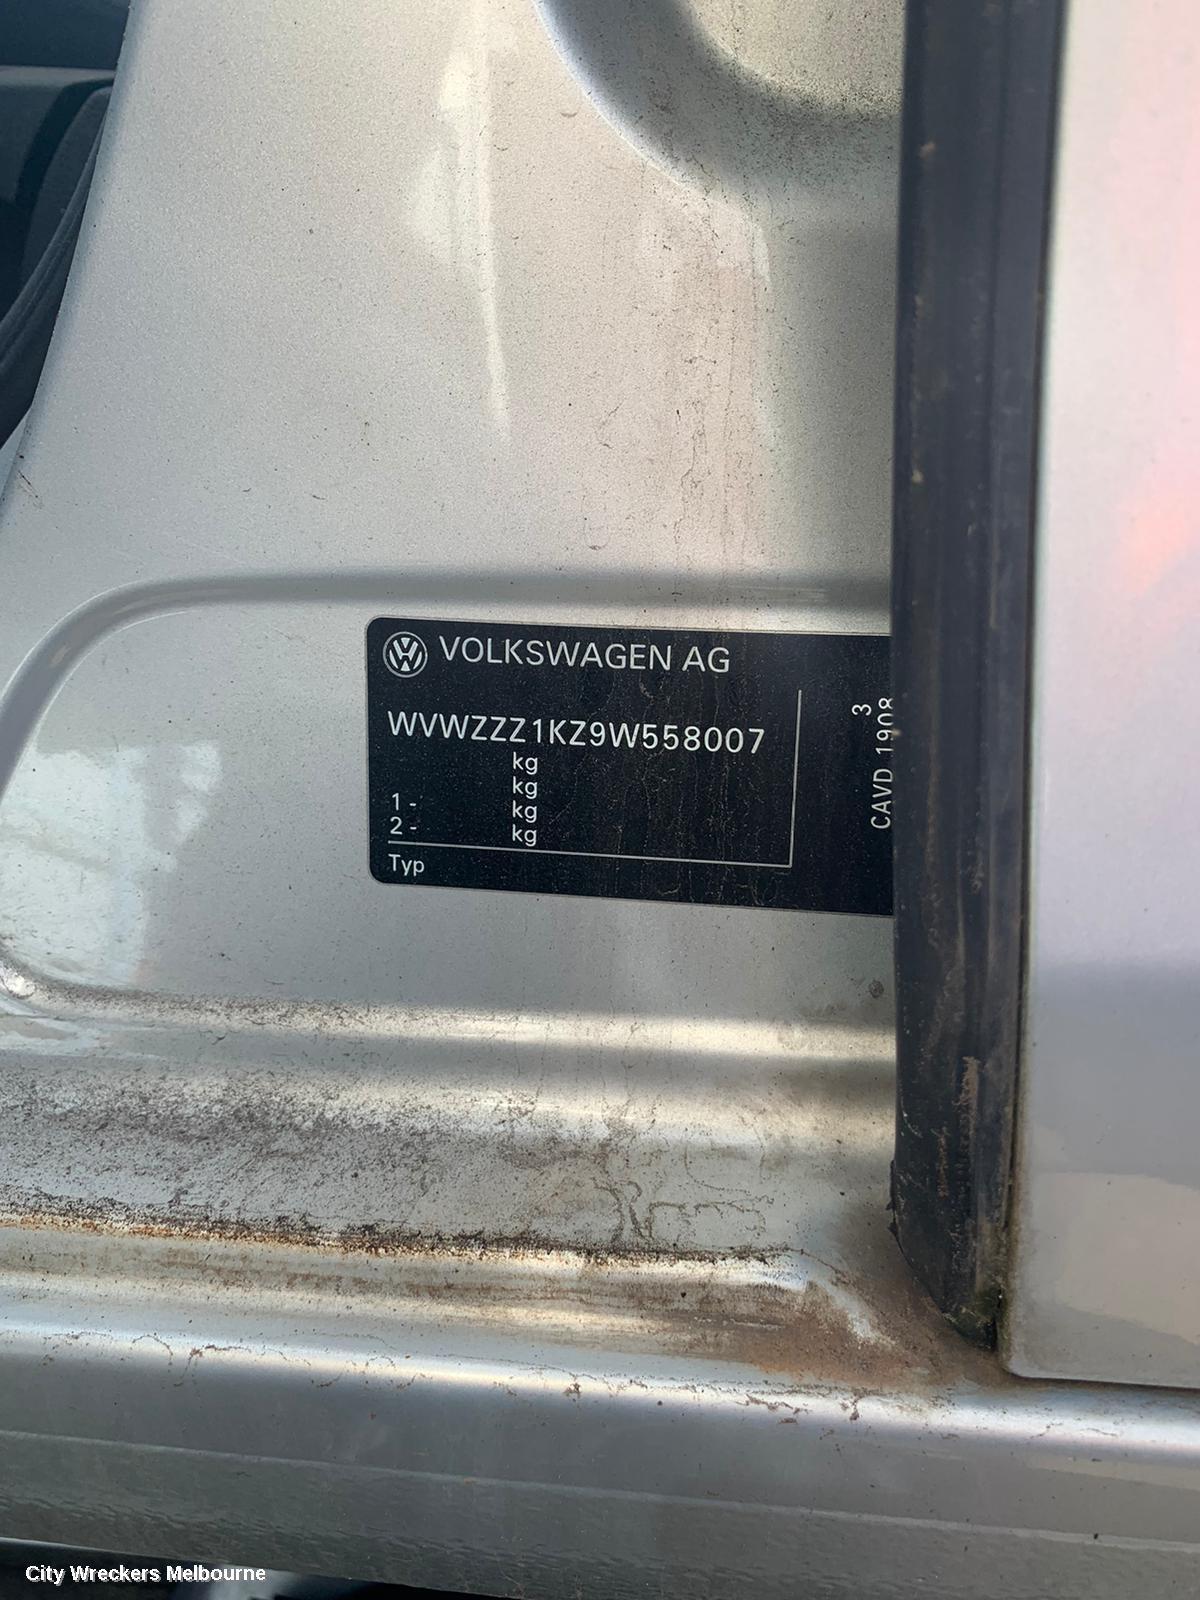 VOLKSWAGEN AG
WVWZZZ1KZ9W558007
kg
kg
1 - kg
2 - kg
Typ
3
CAVD 1908
City Wreckers Melbourne